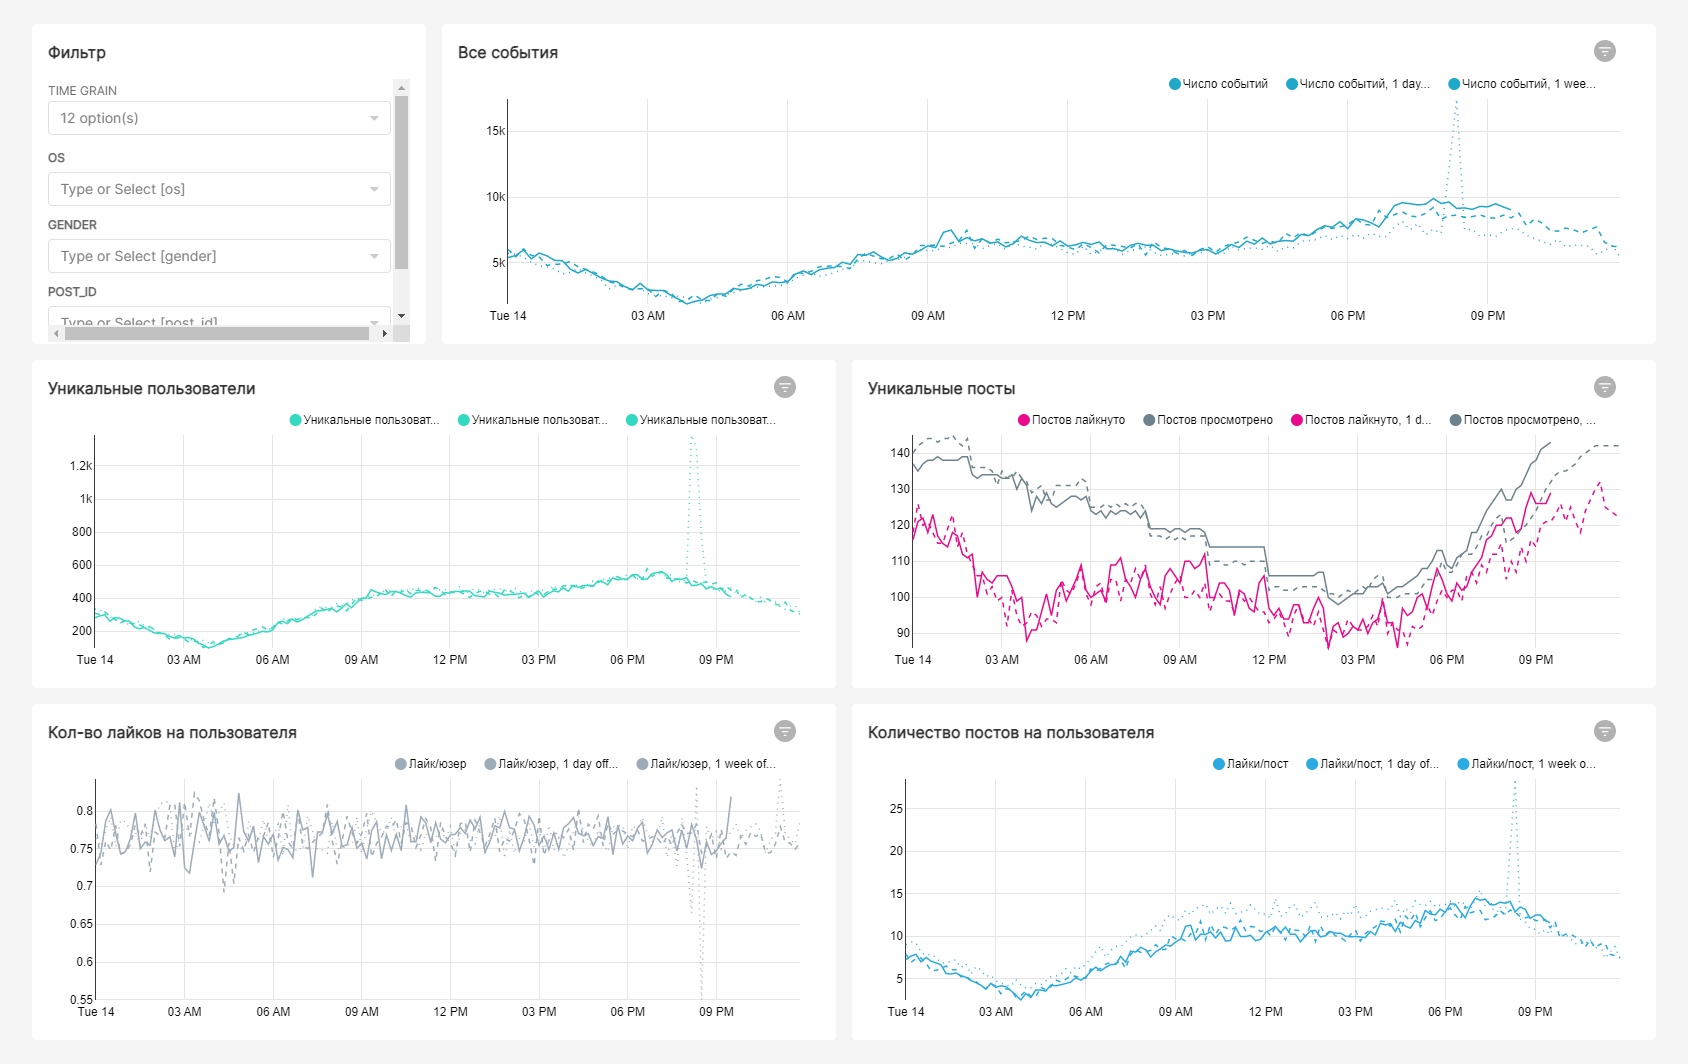 Фильтр
TIME GRAIN
12 option(s)
OS
Type or Select [os]
GENDER
Type or Select [gender]
POST_ID
Type or Select [post_id]
Все события
Число событий
Число событий, 1 day...
Число событий, 1 wee...
15k
10k
5k
Tue 14
03 AM
06 AM
09 AM
12 PM
03 PM
06 PM
09 PM
Уникальные пользователи
Уникальные пользоват...
Уникальные пользоват...
Уникальные пользоват...
1.2k
1k
800
600
400
200
Tue 14
03 AM
06 AM
09 AM
12 PM
03 PM
06 PM
09 PM
Уникальные посты
Постов лайкнуто
Постов просмотрено
Постов лайкнуто, 1 d...
Постов просмотрено, ...
140
130
120
110
100
90
Tue 14
03 AM
06 AM
09 AM
12 PM
03 PM
06 PM
09 PM
Кол-во лайков на пользователя
Лайк/юзер
Лайк/юзер, 1 day off...
Лайк/юзер, 1 week of...
0.8
0.75
0.7
0.65
0.6
0.55
Tue 14
03 AM
06 AM
09 AM
12 PM
03 PM
06 PM
09 PM
Количество постов на пользователя
Лайки/пост
Лайки/пост, 1 day of...
Лайки/пост, 1 week o...
25
20
15
10
5
Tue 14
03 AM
06 AM
09 AM
12 PM
03 PM
06 PM
09 PM